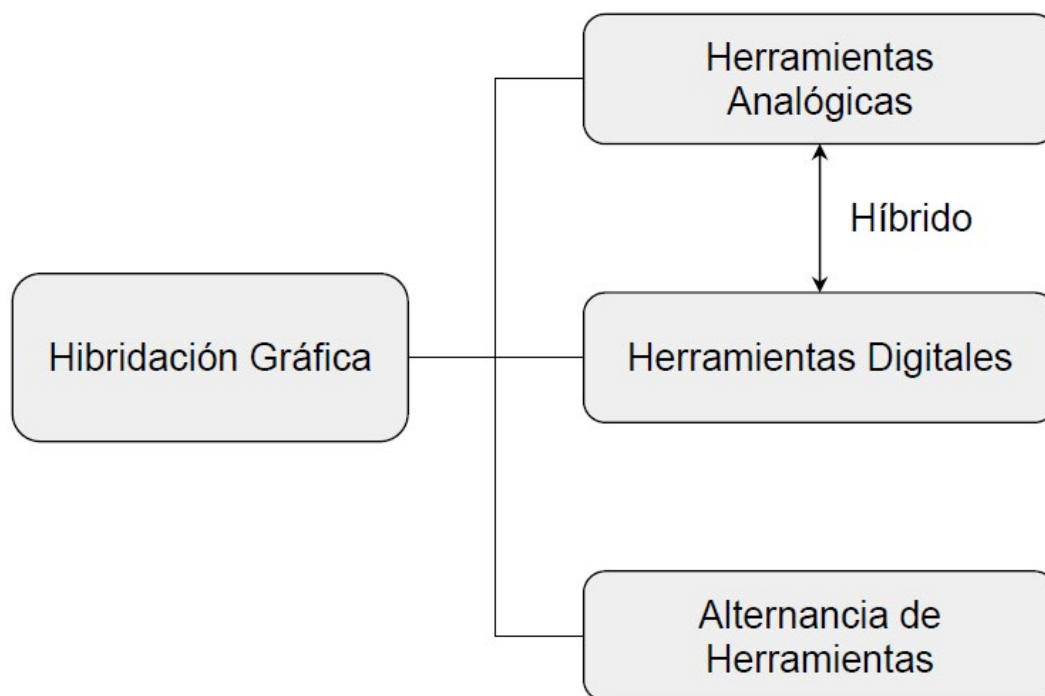 Herramientas
Analógicas
Híbrido
Hibridación Gráfica
Herramientas Digitales
Alternancia de
Herramientas